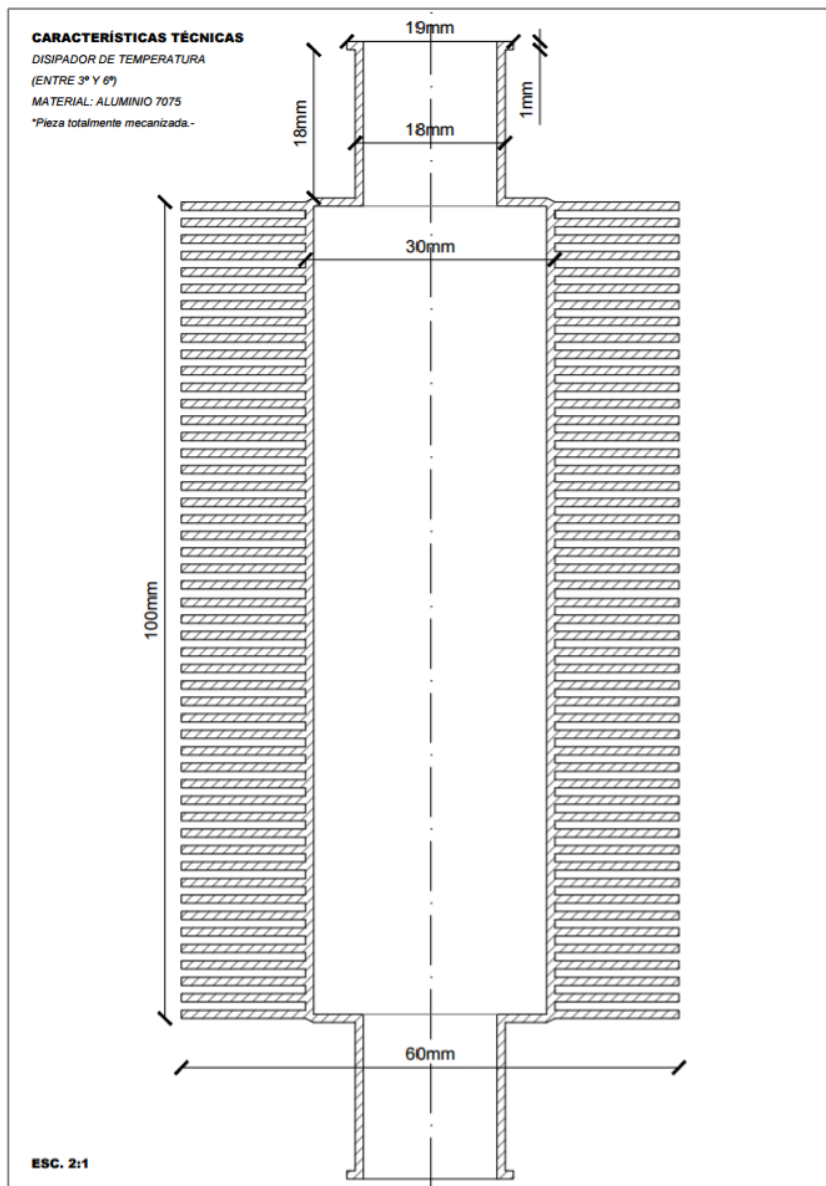 CARACTERÍSTICAS TÉCNICAS
DISIPADOR DE TEMPERATURA
(ENTRE 3º Y 6º)
MATERIAL: ALUMINIO 7075
*Pieza totalmente mecanizada.-
19mm
1mm
18mm
18mm
30mm
100mm
60mm
ESC. 2:1